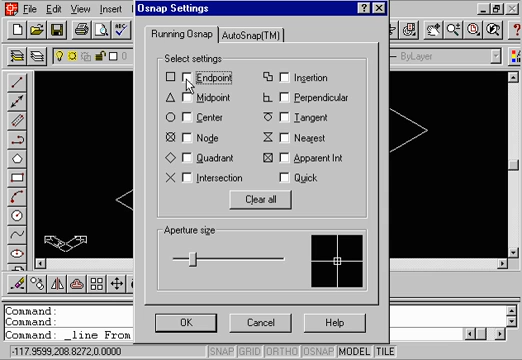 File Edit View Insert
Osnap Settings
Running Osnap
AutoSnap(TM)
Select settings
Endpoint
Insertion
Midpoint
Perpendicular
Center
Tangent
Node
Nearest
Quadrant
Apparent Int
Intersection
Quick
Clear all
Aperture size
OK
Cancel
Help
ABC
ByLayer
Command:
Command:
Command: _line From
-117.9599,208.8272,0.0000
SNAP GRID ORTHO OSNAP MODEL TILE